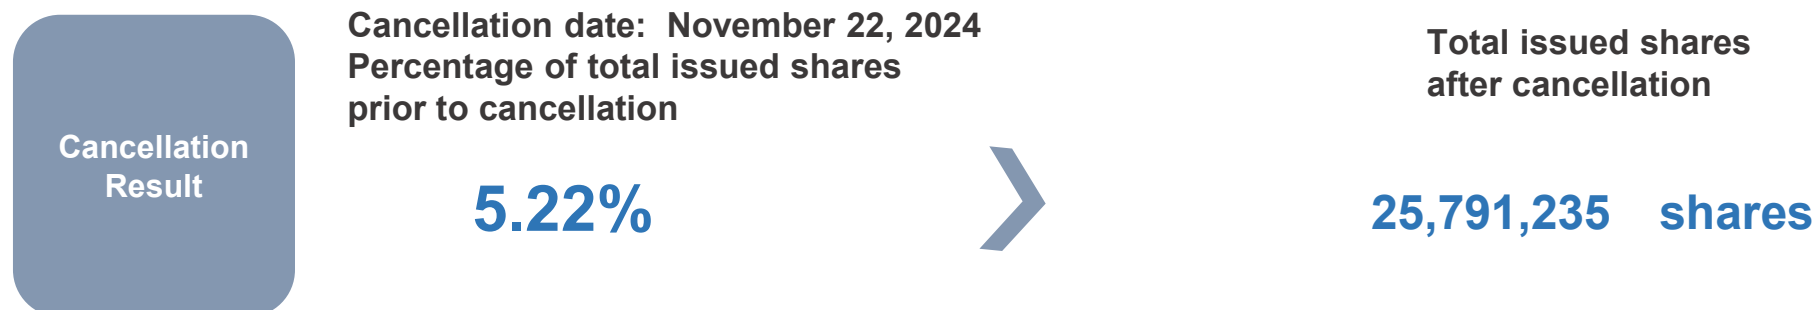 Cancellation
Result
Cancellation date: November 22, 2024
Percentage of total issued shares
prior to cancellation
5.22%
Total issued shares
after cancellation
25,791,235 shares